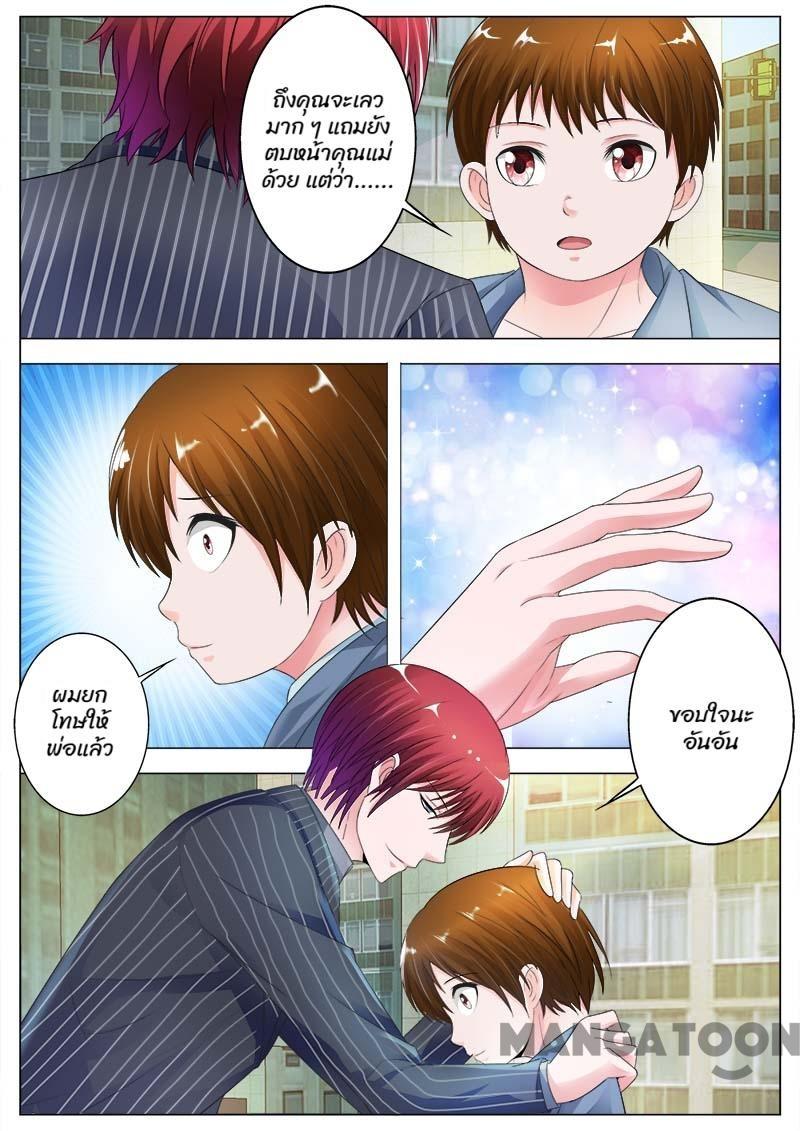 ถึงคุณจะเลว
มาก ๆ แถมยัง
ตบหน้าคุณแม่
ด้วย แต่ว่า......
ผมยก
โทษให้
พ่อแล้ว
ขอบใจนะ
อันอัน
MANGATOON